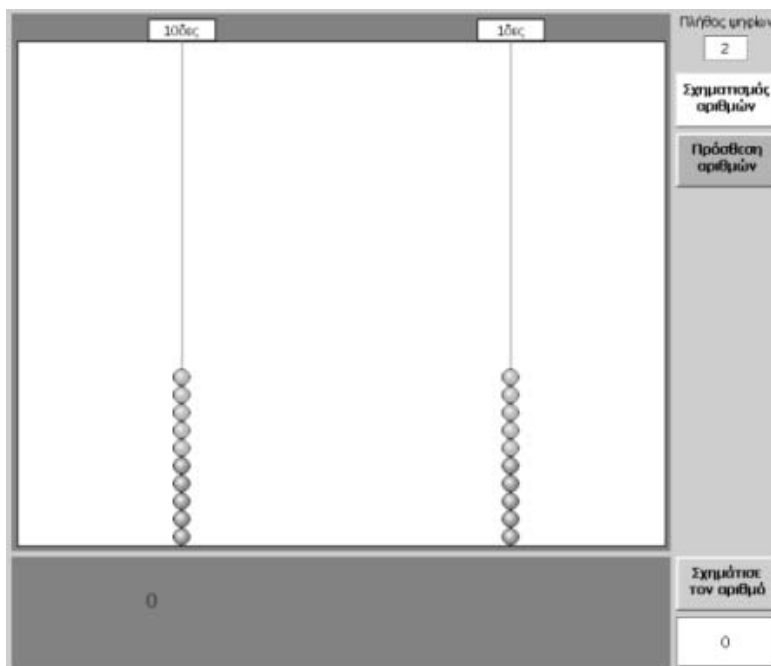 10δες
1δες
Πλήθος ψηφίων
2
Σχηματισμός
αριθμών
Πρόσθεση
αριθμών
0
Σχημάτισε
τον αριθμό
0